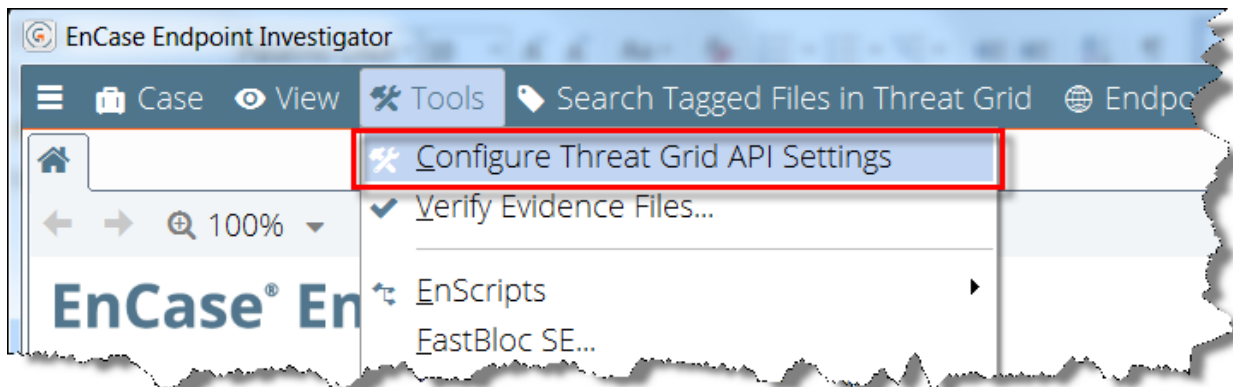 EnCase Endpoint Investigator
Case View Tools Search Tagged Files in Threat Grid Endpo
Configure Threat Grid API Settings
Verify Evidence Files...
100%
EnScripts
EnCase® En
FastBloc SE...